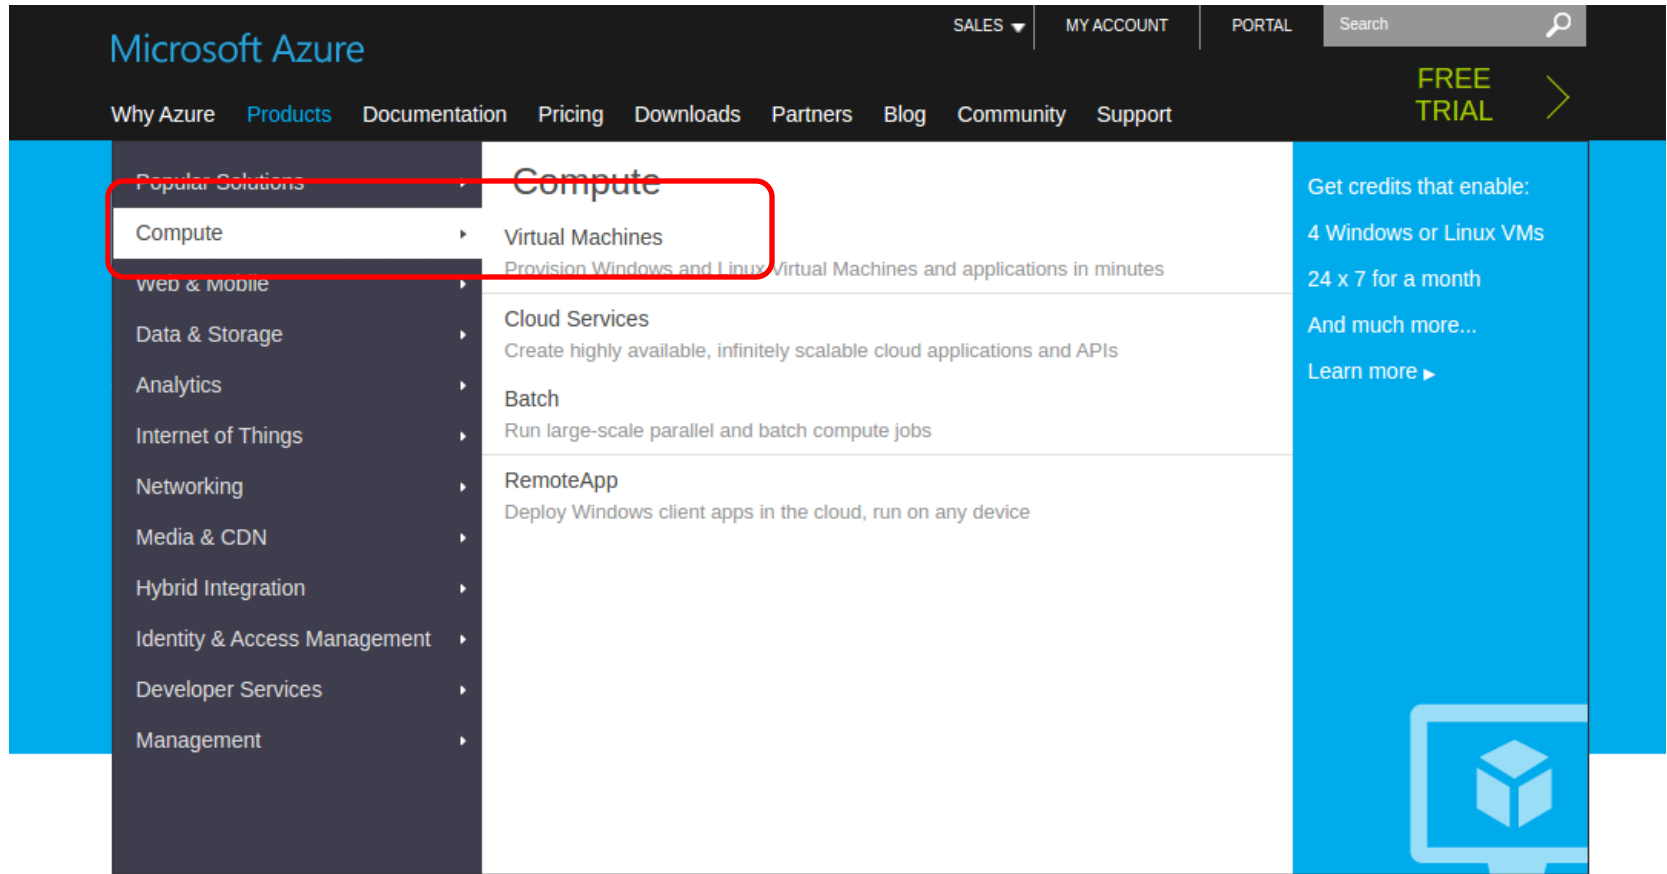 SALES
MY ACCOUNT
PORTAL
Search
Microsoft Azure
FREE
TRIAL
Why Azure Products Documentation Pricing Downloads Partners Blog Community Support
Popular Solutions
Compute
Web & Mobile
Data & Storage
Analytics
Internet of Things
Networking
Media & CDN
Hybrid Integration
Identity & Access Management
Developer Services
Management
Compute
Virtual Machines
Provision Windows and Linux Virtual Machines and applications in minutes
Cloud Services
Create highly available, infinitely scalable cloud applications and APIs
Batch
Run large-scale parallel and batch compute jobs
RemoteApp
Deploy Windows client apps in the cloud, run on any device
Get credits that enable:
4 Windows or Linux VMs
24 x 7 for a month
And much more...
Learn more